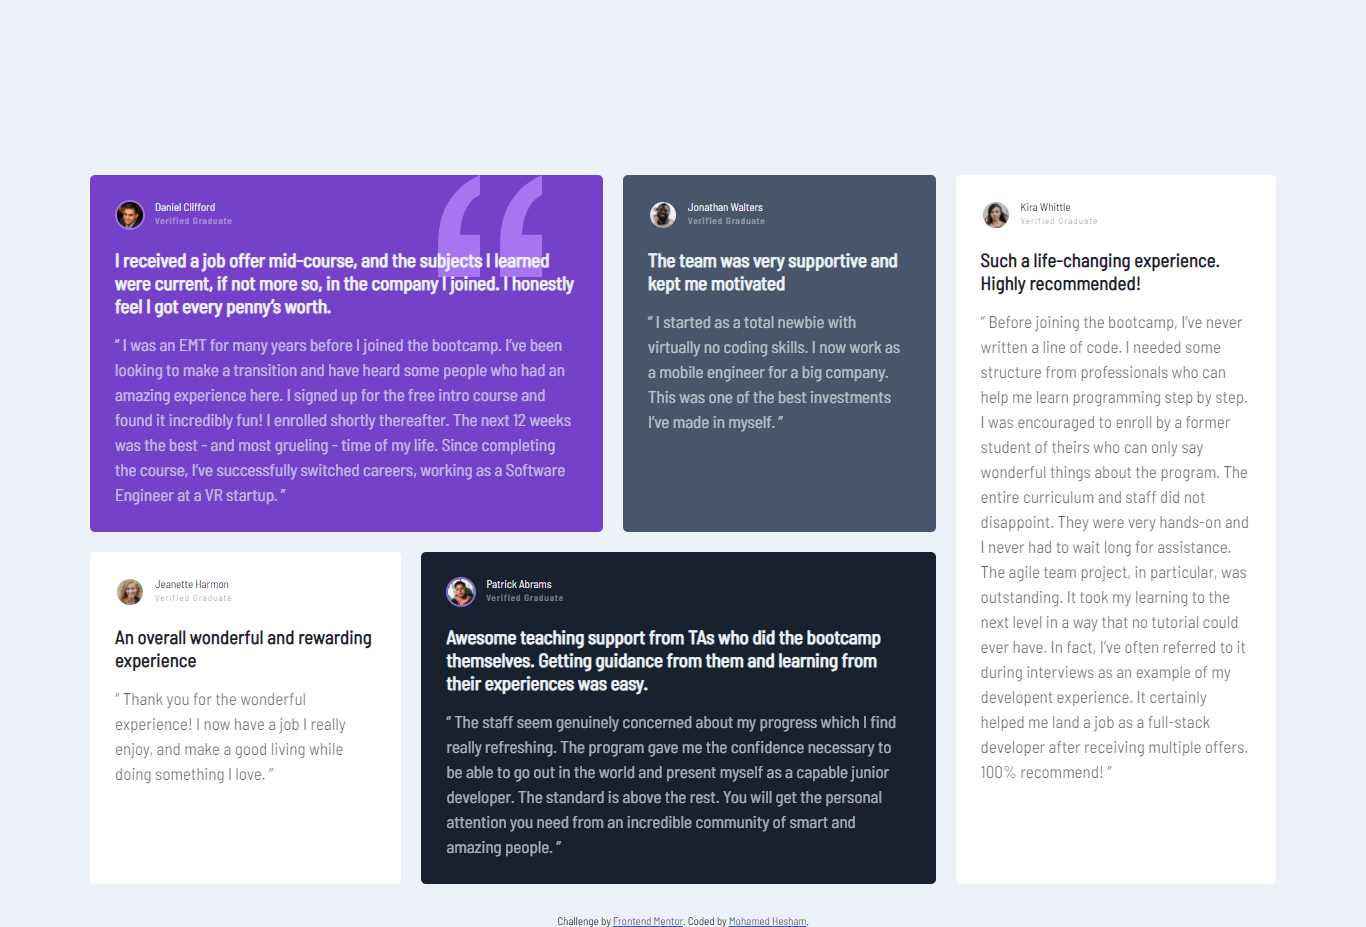 Daniel Clifford
Verified Graduate
I received a job offer mid-course, and the subjects I learned
were current, if not more so, in the company I joined. I honestly
feel I got every penny’s worth.
“ I was an EMT for many years before I joined the bootcamp. I’ve been
looking to make a transition and have heard some people who had an
amazing experience here. I signed up for the free intro course and
found it incredibly fun! I enrolled shortly thereafter. The next 12 weeks
was the best - and most grueling - time of my life. Since completing
the course, I’ve successfully switched careers, working as a Software
Engineer at a VR startup. ”
Jonathan Walters
Verified Graduate
The team was very supportive and
kept me motivated
“ I started as a total newbie with
virtually no coding skills. I now work as
a mobile engineer for a big company.
This was one of the best investments
I’ve made in myself. ”
Kira Whittle
Verified Graduate
Such a life-changing experience.
Highly recommended!
“ Before joining the bootcamp, I’ve never
written a line of code. I needed some
structure from professionals who can
help me learn programming step by step.
I was encouraged to enroll by a former
student of theirs who can only say
wonderful things about the program. The
entire curriculum and staff did not
disappoint. They were very hands-on and
I never had to wait long for assistance.
The agile team project, in particular, was
outstanding. It took my learning to the
next level in a way that no tutorial could
ever have. In fact, I’ve often referred to it
during interviews as an example of my
developent experience. It certainly
helped me land a job as a full-stack
developer after receiving multiple offers.
100% recommend! ”
Jeanette Harmon
Verified Graduate
An overall wonderful and rewarding
experience
“ Thank you for the wonderful
experience! I now have a job I really
enjoy, and make a good living while
doing something I love. ”
Patrick Abrams
Verified Graduate
Awesome teaching support from TAs who did the bootcamp
themselves. Getting guidance from them and learning from
their experiences was easy.
“ The staff seem genuinely concerned about my progress which I find
really refreshing. The program gave me the confidence necessary to
be able to go out in the world and present myself as a capable junior
developer. The standard is above the rest. You will get the personal
attention you need from an incredible community of smart and
amazing people. ”
Challenge by Frontend Mentor. Coded by Mohamed Hesham.